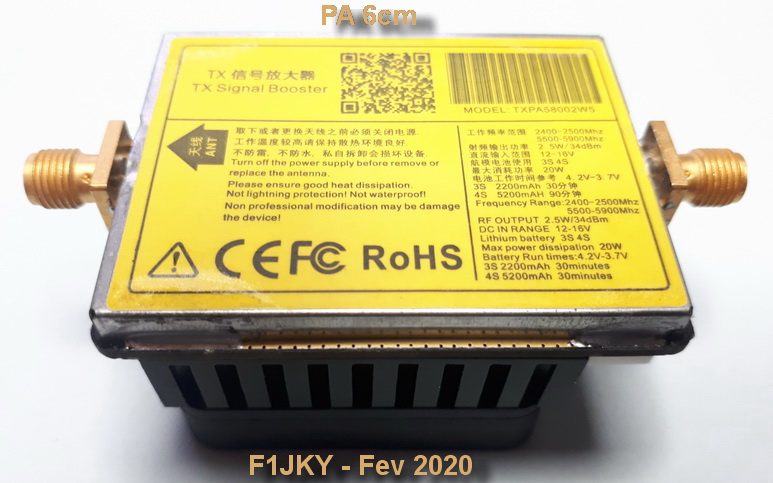 PA 6cm
TX 信号放大器
TX Signal Booster
MODEL: TXPA58002W5
天线
ANT
取下或者更换天线之前必须关闭电源.
工作温度较高请保持散热环境良好
不防雷，不防水，私自拆卸会损坏设备.
Turn off the power supply before remove or
replace the antenna.
Please ensure good heat dissipation.
Not lightning protection! Not waterproof!
Non professional modification may be damage
the device!
CE FC RoHS
工作频率范围 2400-2500Mhz
5500-5900Mhz
射频输出功率 2.5W/34dBm
直流输入范围 12-16V
航模电池使用 3S 4S
最大消耗功率 20W
电池工作时间参考 4.2V-3.7V
3S 2200mAh 30分钟
4S 5200mAH 90分钟
Frequency Range:2400-2500Mhz
5500-5900Mhz
RF OUTPUT 2.5W/34dBm
DC IN RANGE 12-16V
Lithium battery 3S 4S
Max power dissipation 20W
Battery Run times:4.2V-3.7V
3S 2200mAh 30minutes
4S 5200mAh 30minutes
F1JKY - Fev 2020